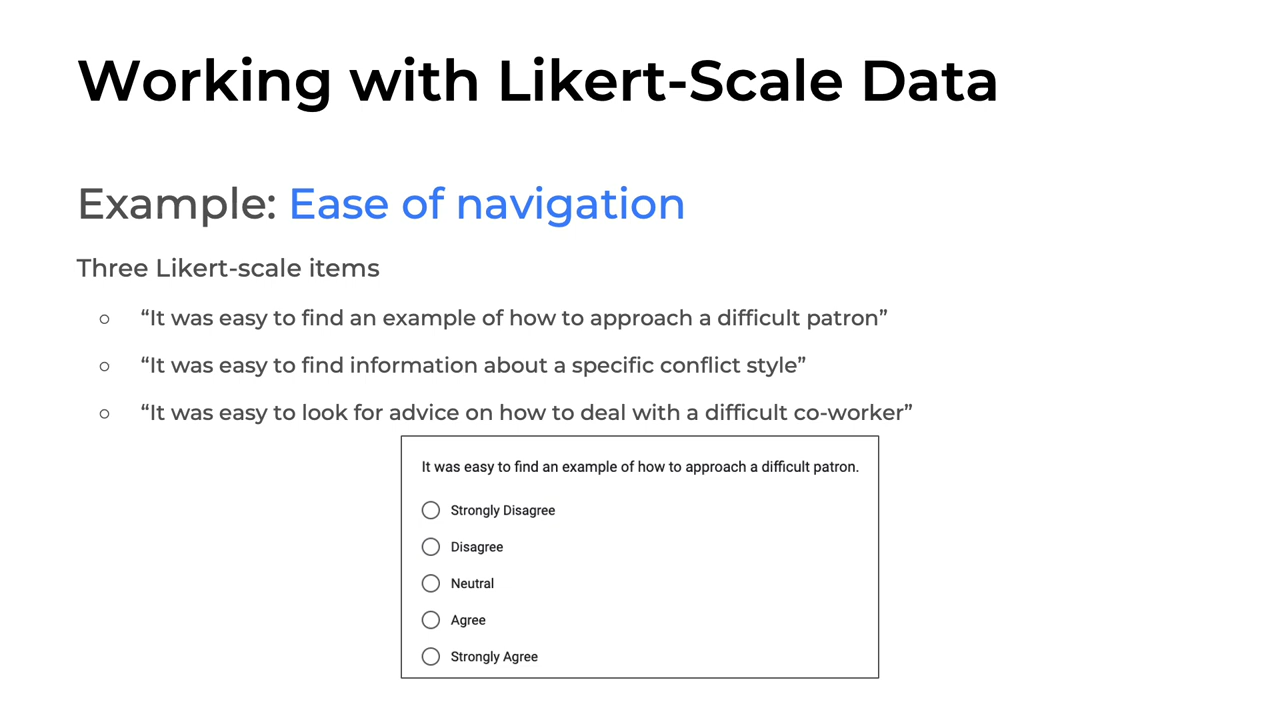 Working with Likert-Scale Data
Example: Ease of navigation
Three Likert-scale items
“It was easy to find an example of how to approach a difficult patron”
“It was easy to find information about a specific conflict style”
“It was easy to look for advice on how to deal with a difficult co-worker”
It was easy to find an example of how to approach a difficult patron.
Strongly Disagree
Disagree
Neutral
Agree
Strongly Agree